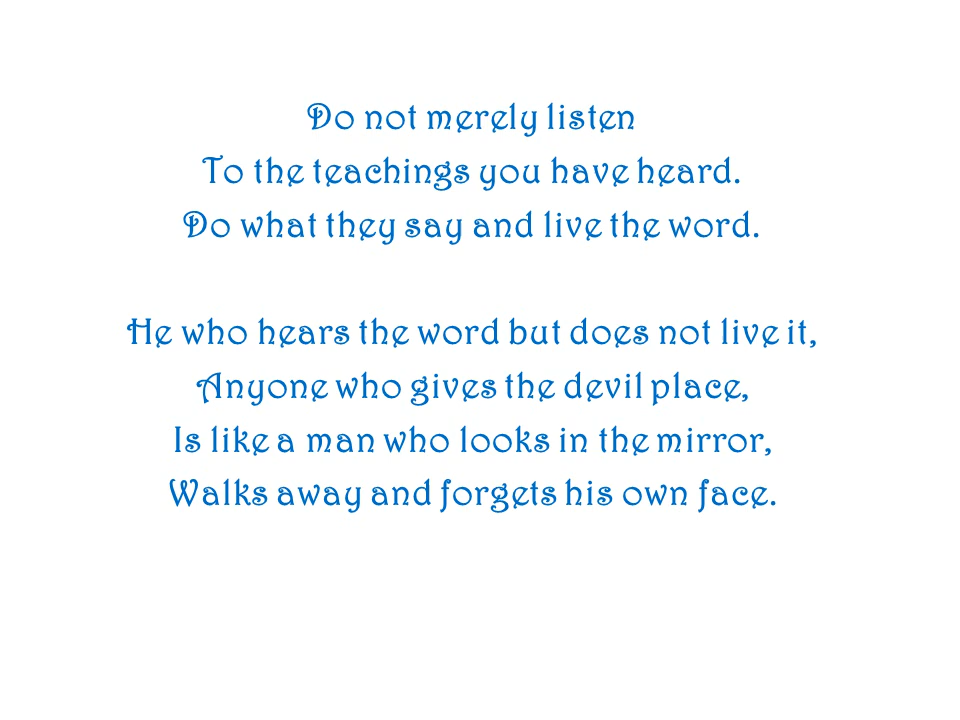 Do not merely listen
To the teachings you have heard.
Do what they say and live the word.
He who hears the word but does not live it,
Anyone who gives the devil place,
Is like a man who looks in the mirror,
Walks away and forgets his own face.